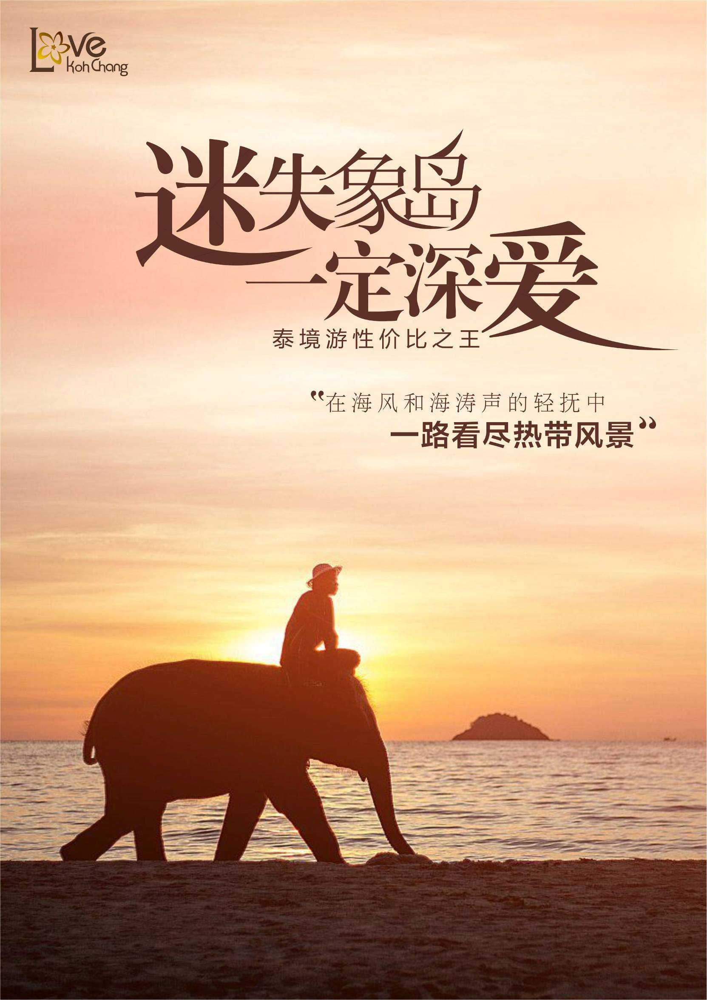 Love
Koh Chang
迷失象岛
一定深爱
泰境游性价比之王
“在海风和海涛声的轻抚中
一路看尽热带风景”